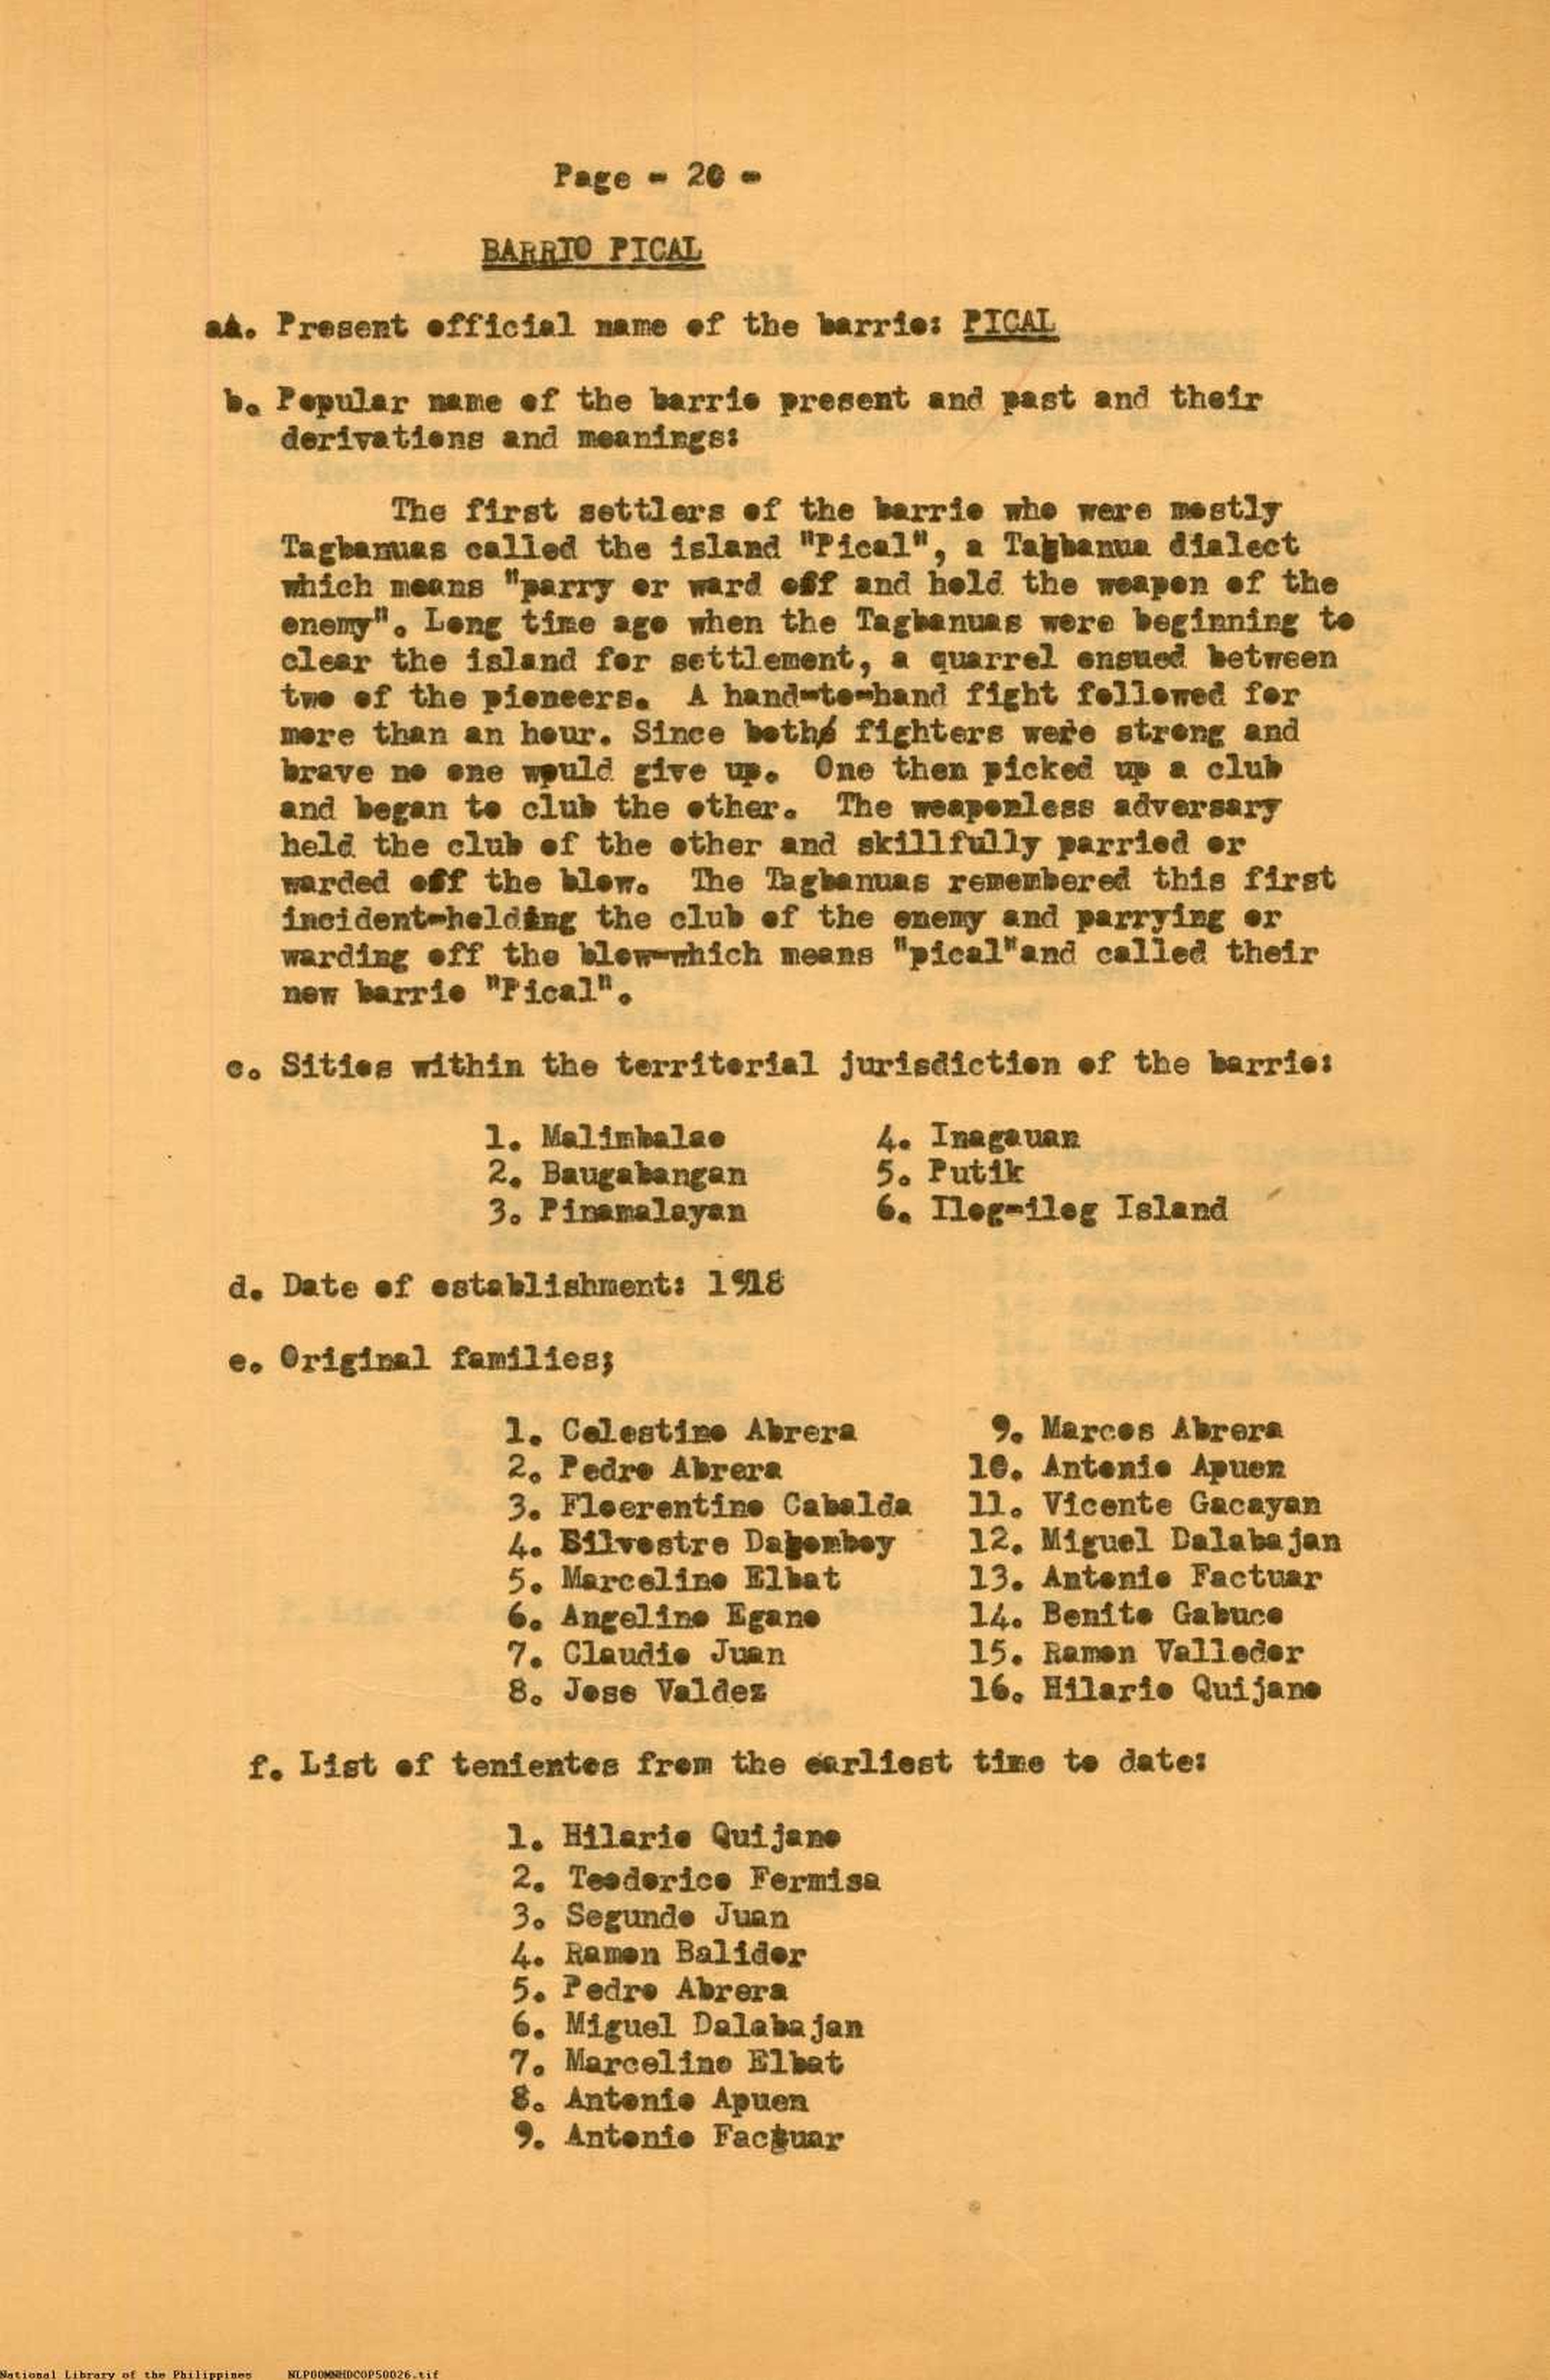 Page - 20 -
BARRIO PICAL
aA. Present official name of the barrio: PICAL
b. Popular name of the barrio present and past and their
derivations and meanings:
The first settlers of the barrio who were mostly
Tagbanuas called the island "Pical", a Tagbanua dialect
which means "parry or ward off and hold the weapon of the
enemy". Long time ago when the Tagbanuas were beginning to
clear the island for settlement, a quarrel ensued between
two of the pioneers. A hand-to-hand fight followed for
more than an hour. Since both fighters were strong and
brave no one would give up. One then picked up a club
and began to club the other. The weaponless adversary
held the club of the other and skillfully parried or
warded off the blow. The Tagbanuas remembered this first
incident-holding the club of the enemy and parrying or
warding off the blow-which means "pical"and called their
new barrio "Pical".
c. Sitios within the territorial jurisdiction of the barrio:
1. Malimbalao 4. Inagauan
2. Baugabangan 5. Putik
3. Pinamalayan 6. Ilog-ilog Island
d. Date of establishment: 1918
e. Original families;
1. Celestino Abrera 9. Marcos Abrera
2. Pedro Abrera 10. Antonio Apuen
3. Floerentino Cabalda 11. Vicente Gacayan
4. Silvestre Dagomboy 12. Miguel Dalabajan
5. Marcelino Elbat 13. Antonio Factuar
6. Angelino Egano 14. Benito Gabuco
7. Claudio Juan 15. Ramon Valledor
8. Jose Valdez 16. Hilario Quijano
f. List of tenientes from the earliest time to date:
1. Hilario Quijano
2. Teodorico Fermisa
3. Segundo Juan
4. Ramon Balidor
5. Pedro Abrera
6. Miguel Dalabajan
7. Marcelino Elbat
8. Antonio Apuen
9. Antonio Factuar
National Library of the Philippines NLP00MNHDCOP50026.tif